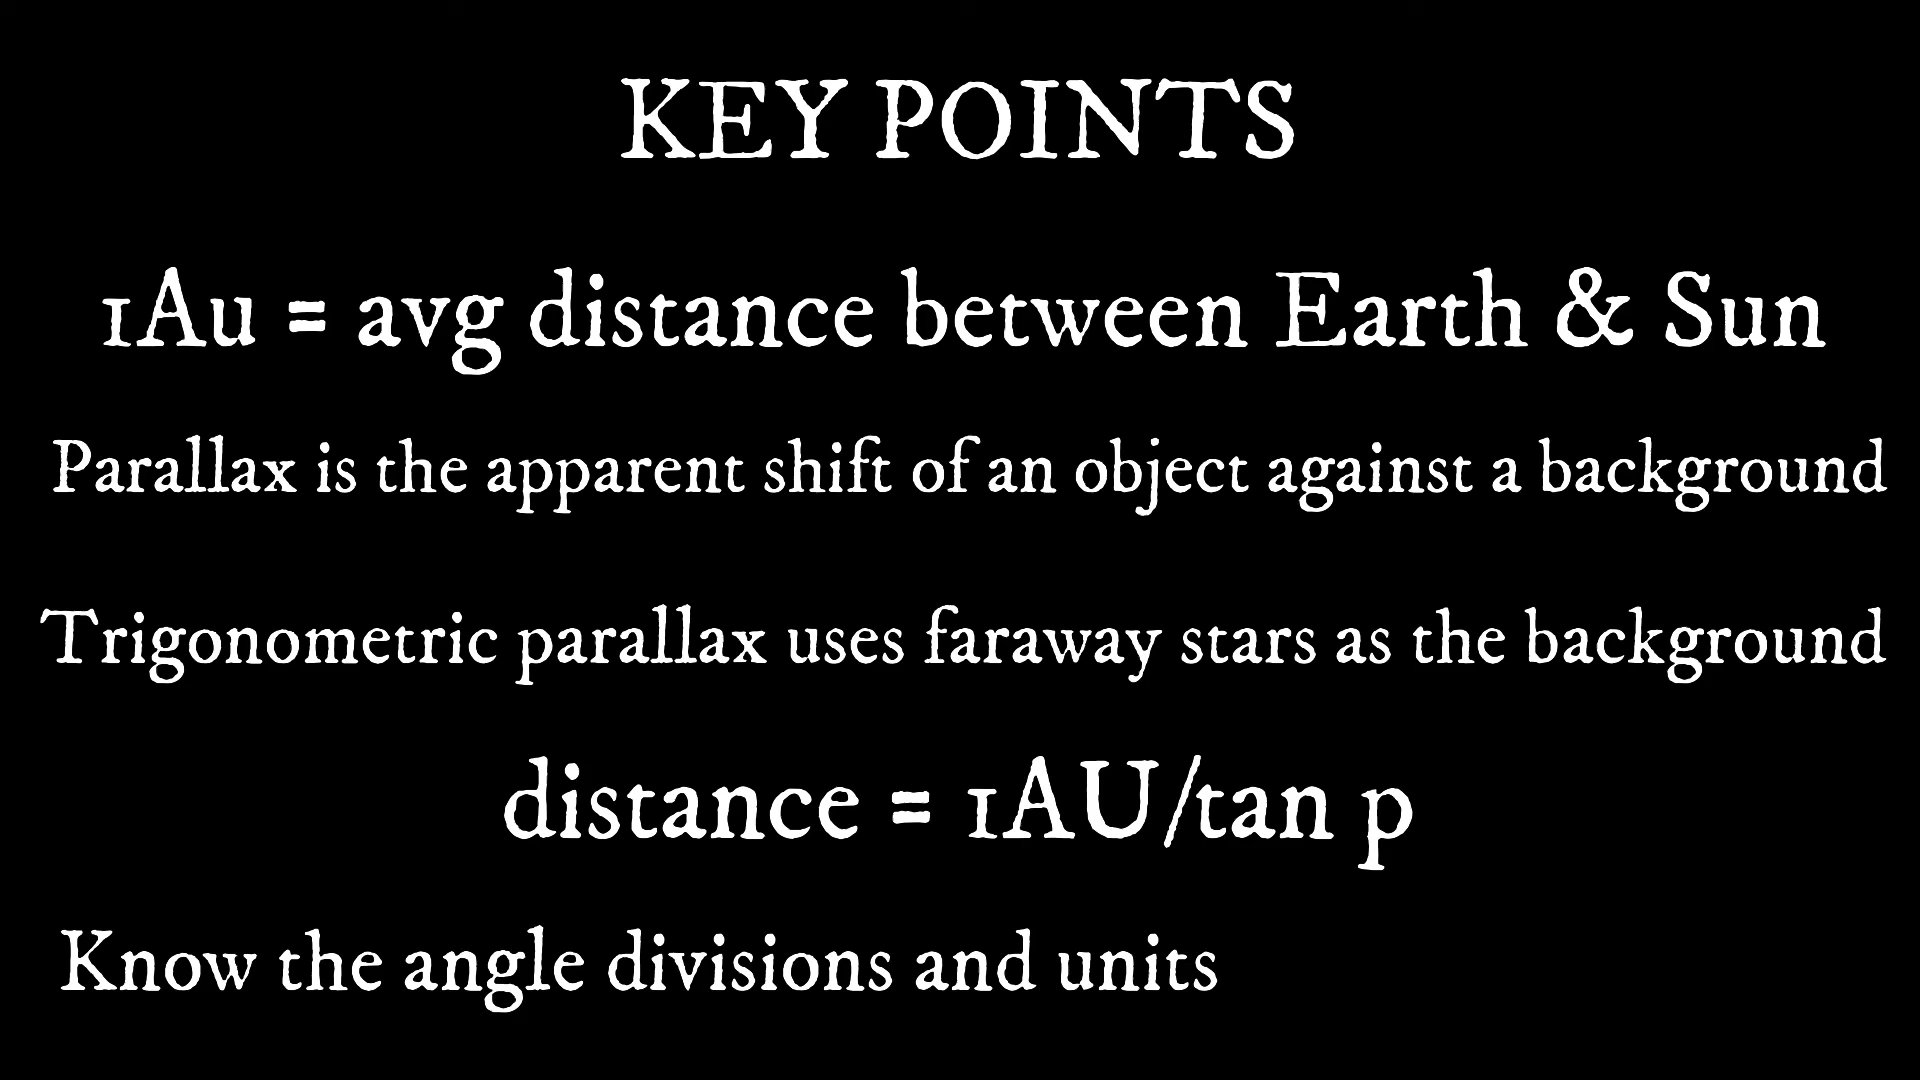 KEY POINTS
1Au = avg distance between Earth & Sun
Parallax is the apparent shift of an object against a background
Trigonometric parallax uses faraway stars as the background
distance = 1AU/tan p
Know the angle divisions and units